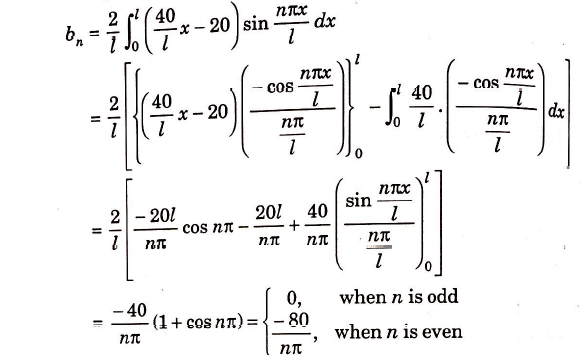 b_n = \frac{2}{l} \int_0^l \left( \frac{40}{l} x - 20 \right) \sin \frac{n\pi x}{l} dx
= \frac{2}{l} \left[ \left\{ \left( \frac{40}{l} x - 20 \right) \left( \frac{- \cos \frac{n\pi x}{l}}{\frac{n\pi}{l}} \right) \right\}_0^l - \int_0^l \frac{40}{l} . \left( \frac{- \cos \frac{n\pi x}{l}}{\frac{n\pi}{l}} \right) dx \right]
= \frac{2}{l} \left[ \frac{- 20l}{n\pi} \cos n\pi - \frac{20l}{n\pi} + \frac{40}{n\pi} \left( \frac{\sin \frac{n\pi x}{l}}{\frac{n\pi}{l}} \right)_0^l \right]
= \frac{-40}{n\pi} (1 + \cos n\pi) = \begin{cases} 0, & \text{when } n \text{ is odd} \\ \frac{-80}{n\pi}, & \text{when } n \text{ is even} \end{cases}